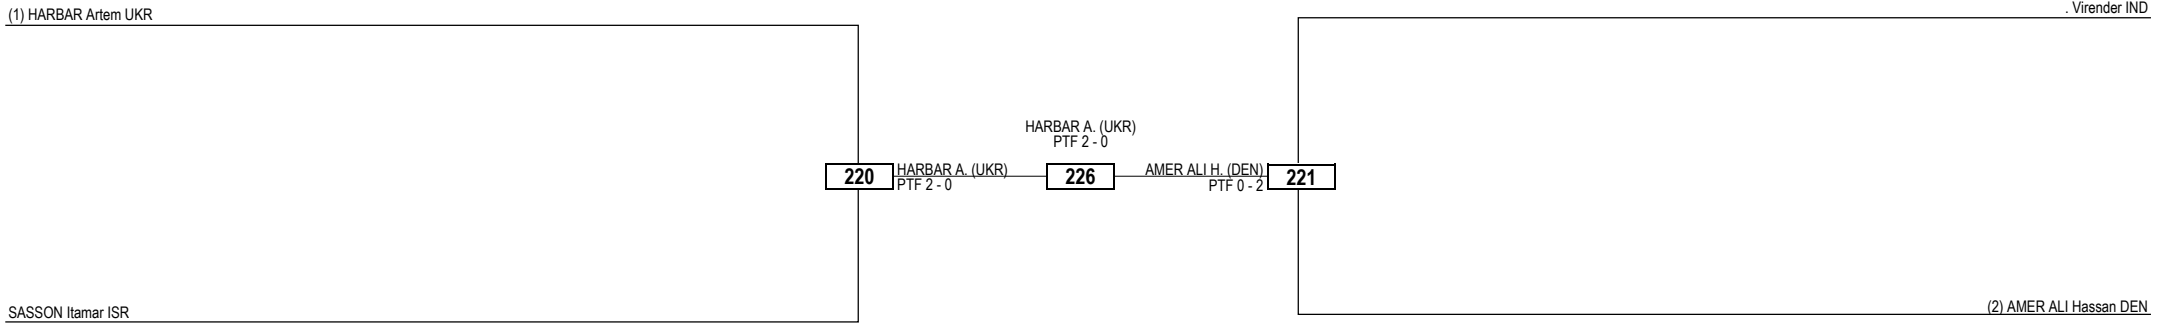 (1) HARBAR Artem UKR
. Virender IND
HARBAR A. (UKR)
PTF 2 - 0
220
HARBAR A. (UKR)
PTF 2 - 0
226
AMER ALI H. (DEN)
PTF 0 - 2
221
SASSON Itamar ISR
(2) AMER ALI Hassan DEN